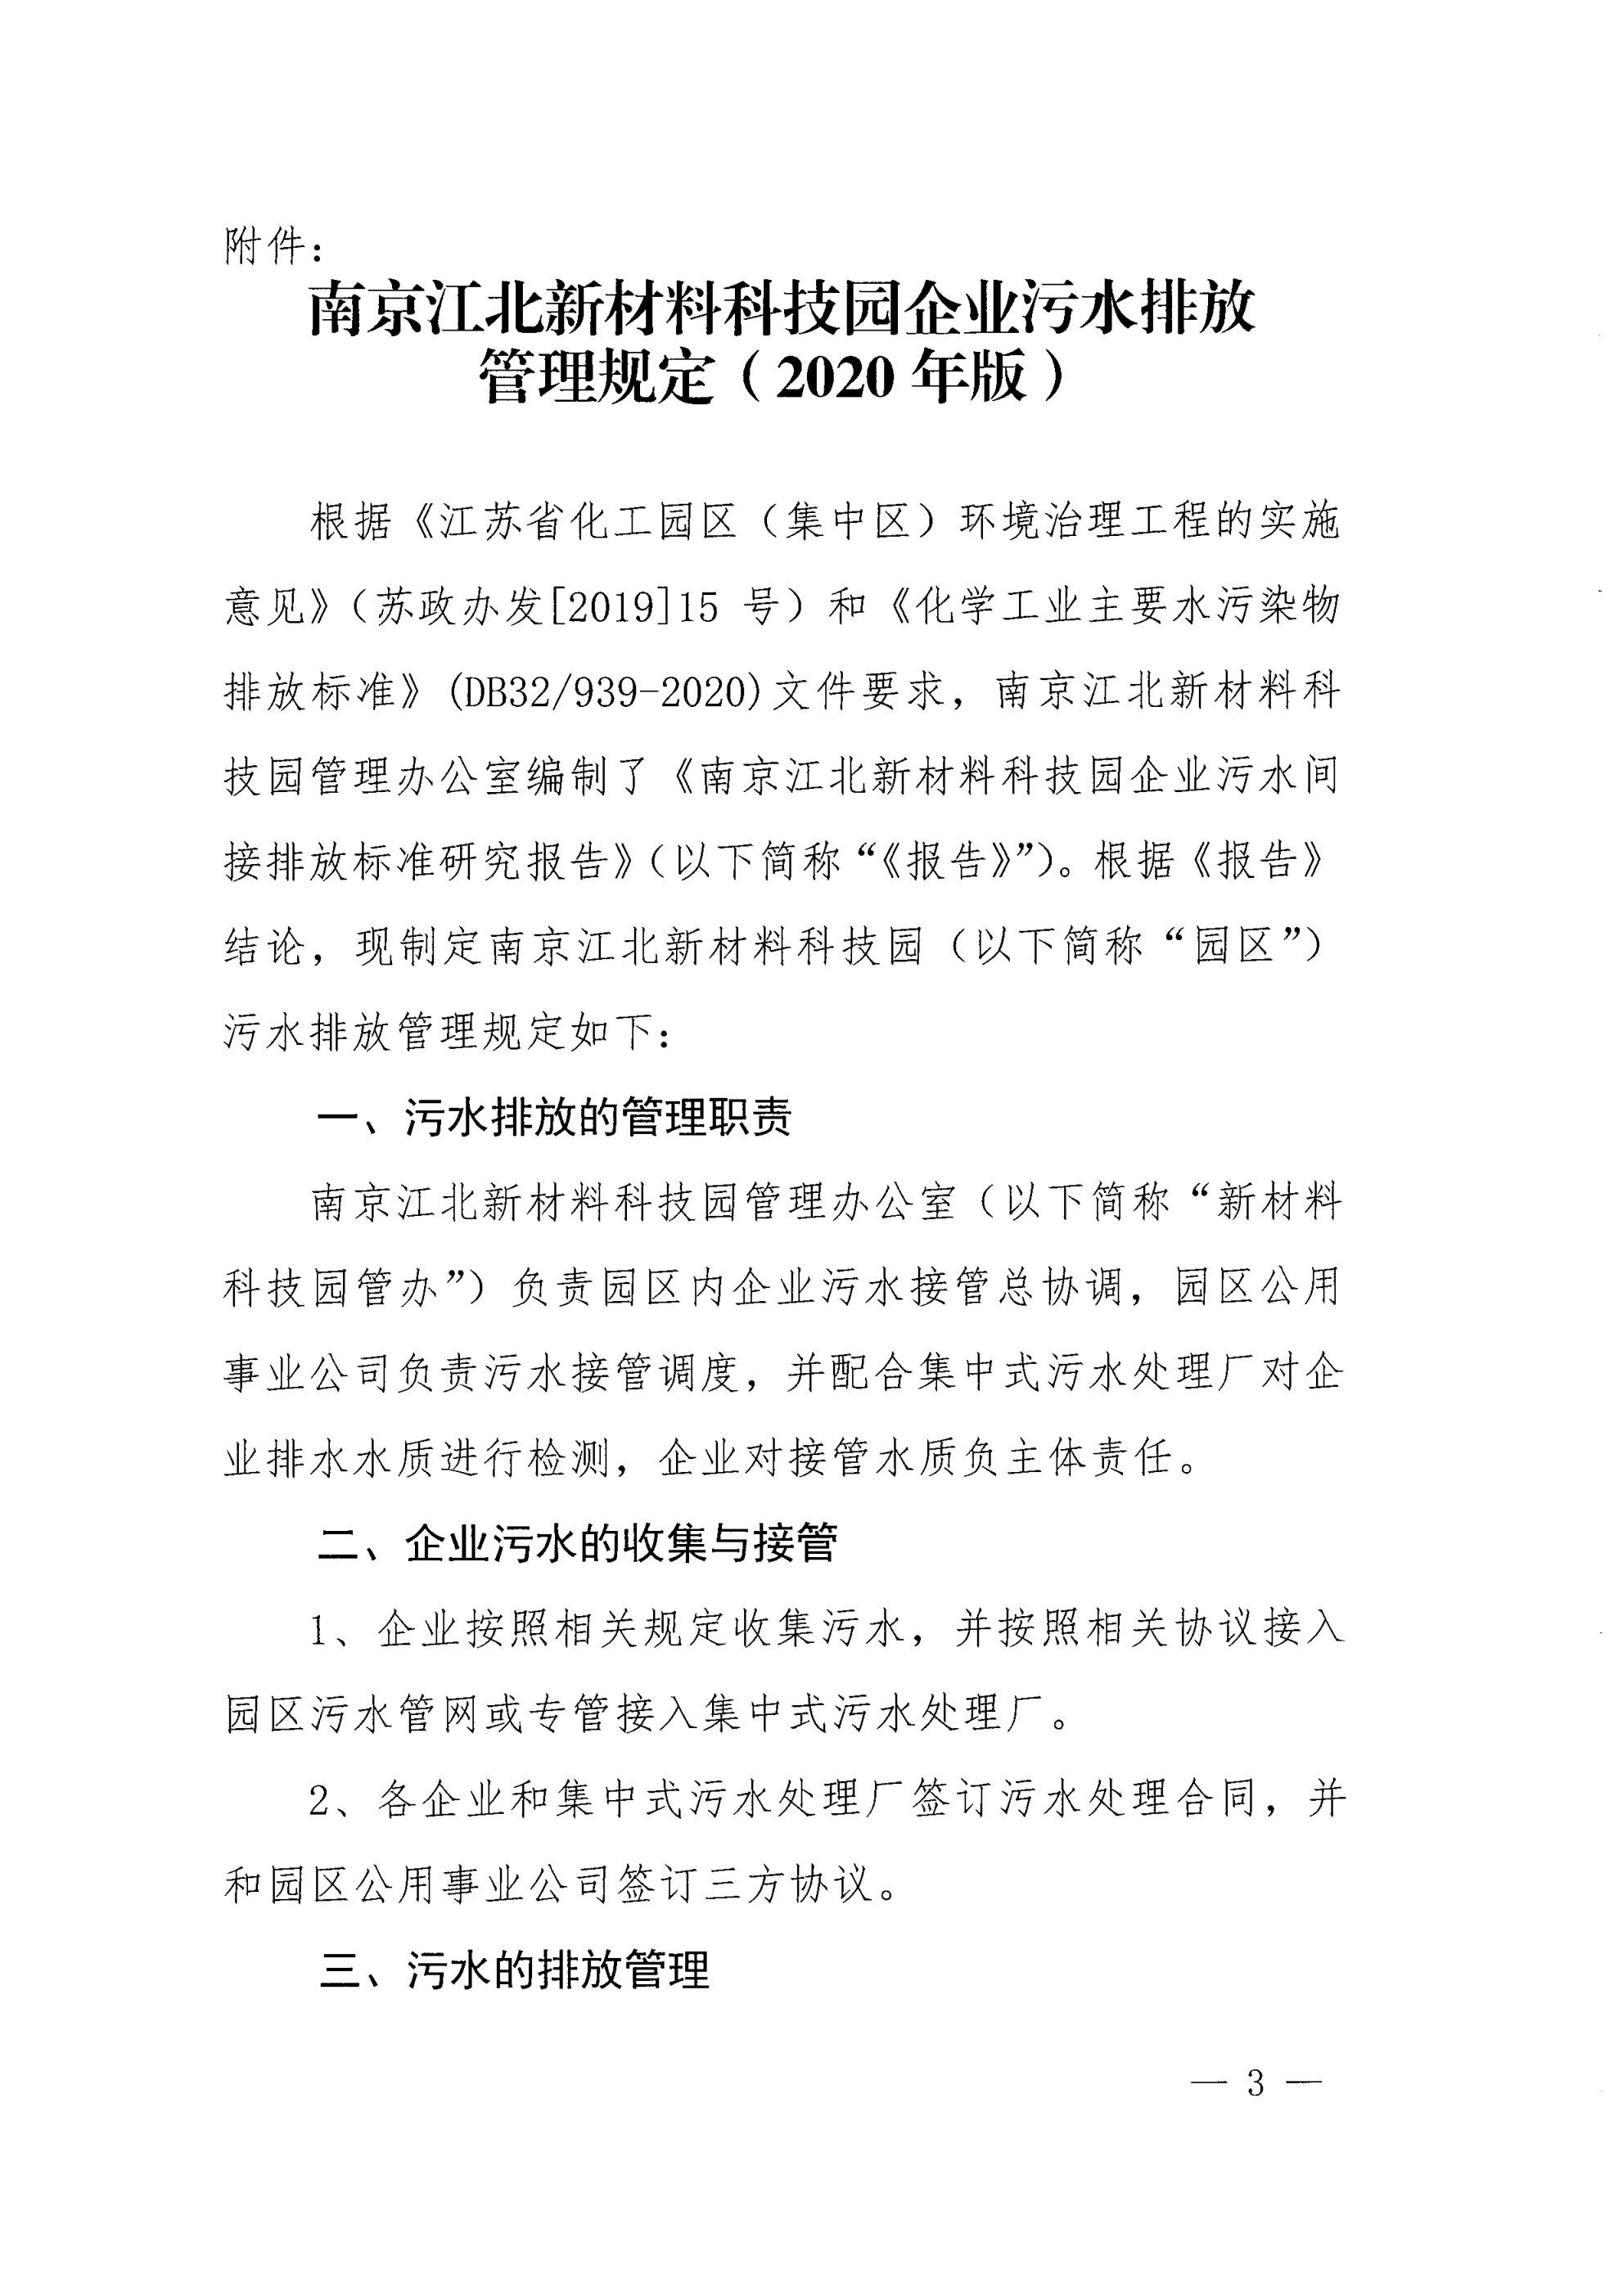 附件：
南京江北新材料科技园企业污水排放
管理规定（2020 年版）
根据《江苏省化工园区（集中区）环境治理工程的实施
意见》（苏政办发[2019]15 号）和《化学工业主要水污染物
排放标准》(DB32/939-2020)文件要求，南京江北新材料科
技园管理办公室编制了《南京江北新材料科技园企业污水间
接排放标准研究报告》（以下简称“《报告》”）。根据《报告》
结论，现制定南京江北新材料科技园（以下简称“园区”）
污水排放管理规定如下：
一、污水排放的管理职责
南京江北新材料科技园管理办公室（以下简称“新材料
科技园管办”）负责园区内企业污水接管总协调，园区公用
事业公司负责污水接管调度，并配合集中式污水处理厂对企
业排水水质进行检测，企业对接管水质负主体责任。
二、企业污水的收集与接管
1、企业按照相关规定收集污水，并按照相关协议接入
园区污水管网或专管接入集中式污水处理厂。
2、各企业和集中式污水处理厂签订污水处理合同，并
和园区公用事业公司签订三方协议。
三、污水的排放管理
— 3 —